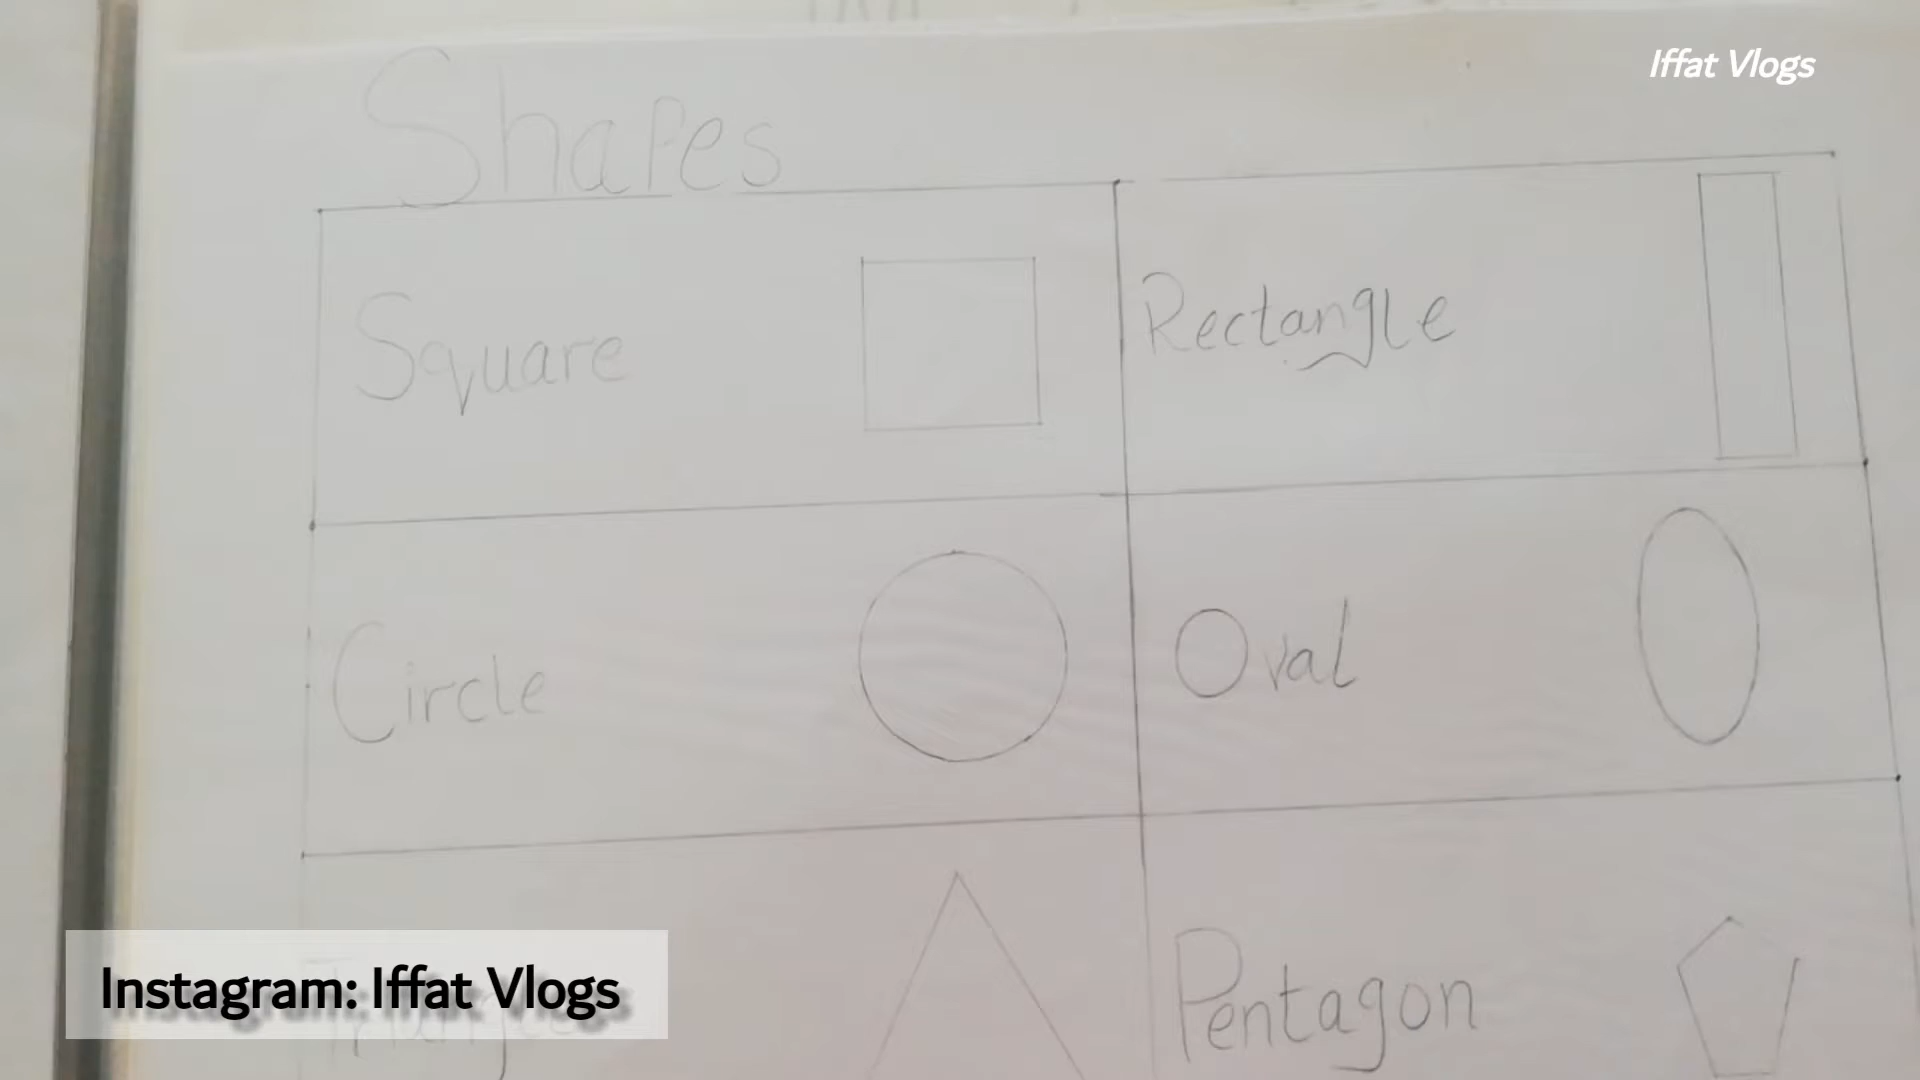 Iffat Vlogs
Shapes
Square
Rectangle
Circle
Oval
Pentagon
Instagram: Iffat Vlogs